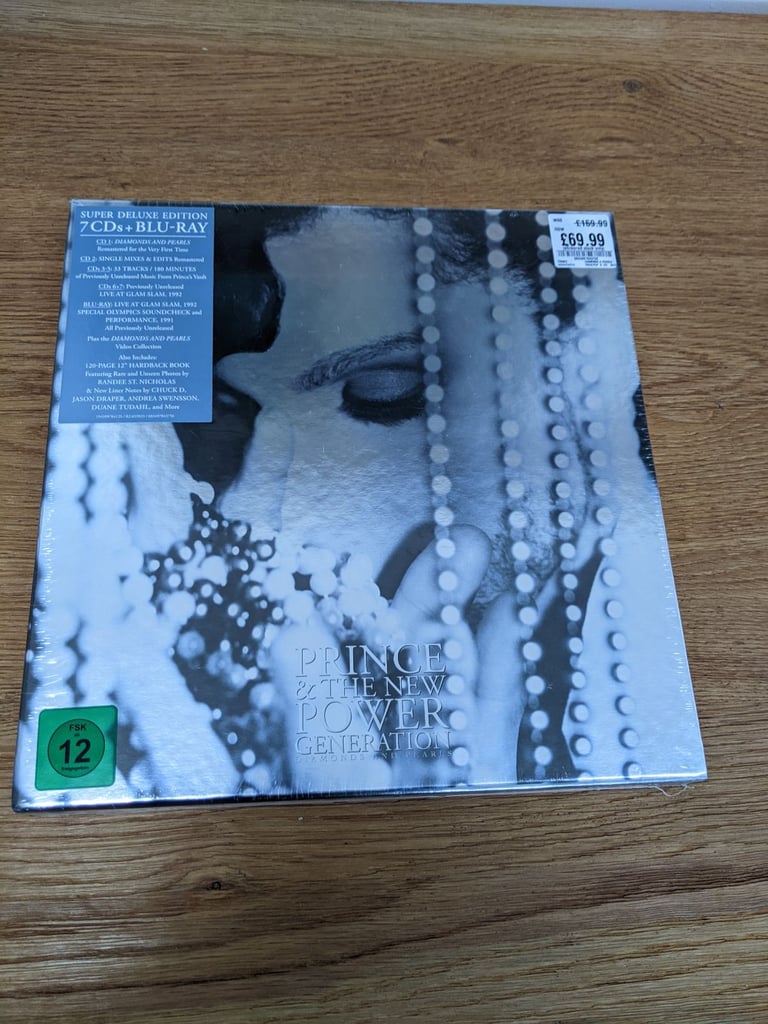 SUPER DELUXE EDITION
7 CDs + BLU-RAY
CD 1: DIAMONDS AND PEARLS
Remastered for the Very First Time
CD 2: SINGLE MIXES & EDITS Remastered
CDs 3-5: 33 TRACKS / 180 MINUTES
of Previously Unreleased Music From Prince's Vault
CDs 6+7: Previously Unreleased
LIVE AT GLAM SLAM, 1992
BLU-RAY: LIVE AT GLAM SLAM, 1992
SPECIAL OLYMPICS SOUNDCHECK and
PERFORMANCE, 1991
All Previously Unreleased
Plus the DIAMONDS AND PEARLS
Video Collection
Also Includes:
120-PAGE 12" HARDBACK BOOK
Featuring Rare and Unseen Photos by
RANDEE ST. NICHOLAS
& New Liner Notes by CHUCK D,
JASON DRAPER, ANDREA SWENSSON,
DUANE TUDAHL, and More
WAS £159.99
NOW
£69.99
PRINCE
& THE NEW
POWER
GENERATION
DIAMONDS AND PEARLS
FSK
ab
12
freigegeben